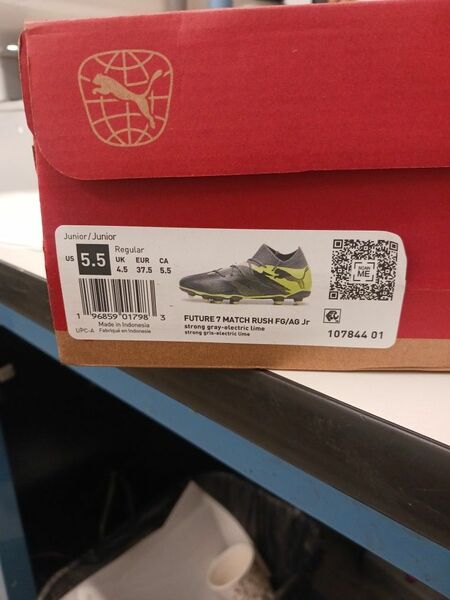 Junior/Junior
Regular
US 5.5 UK 4.5 EUR 37.5 CA 5.5
SCAN ME
1 96859 01798 3
UPC-A Made in Indonesia
Fabriqué en Indonésie
FUTURE 7 MATCH RUSH FG/AG Jr
strong gray-electric lime
strong gris-electric lime
107844 01